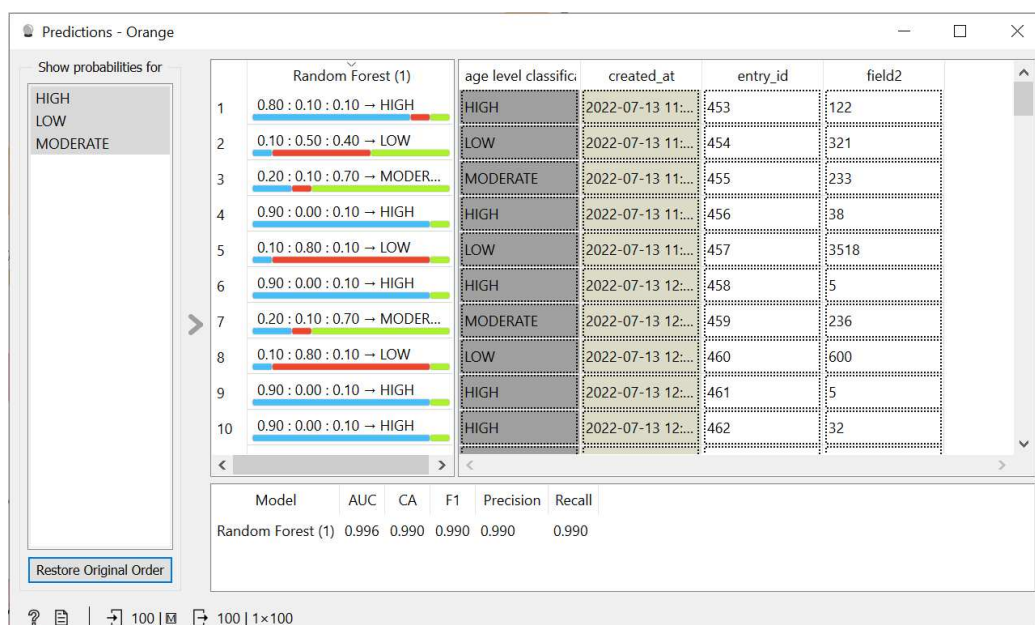 Predictions - Orange
Show probabilities for
HIGH
LOW
MODERATE
Restore Original Order
Random Forest (1) age level classifica created_at entry_id field2
1 0.80 : 0.10 : 0.10 → HIGH HIGH 2022-07-13 11:... 453 122
2 0.10 : 0.50 : 0.40 → LOW LOW 2022-07-13 11:... 454 321
3 0.20 : 0.10 : 0.70 → MODER... MODERATE 2022-07-13 11:... 455 233
4 0.90 : 0.00 : 0.10 → HIGH HIGH 2022-07-13 11:... 456 38
5 0.10 : 0.80 : 0.10 → LOW LOW 2022-07-13 11:... 457 3518
6 0.90 : 0.00 : 0.10 → HIGH HIGH 2022-07-13 12:... 458 5
7 0.20 : 0.10 : 0.70 → MODER... MODERATE 2022-07-13 12:... 459 236
8 0.10 : 0.80 : 0.10 → LOW LOW 2022-07-13 12:... 460 600
9 0.90 : 0.00 : 0.10 → HIGH HIGH 2022-07-13 12:... 461 5
10 0.90 : 0.00 : 0.10 → HIGH HIGH 2022-07-13 12:... 462 32
Model AUC CA F1 Precision Recall
Random Forest (1) 0.996 0.990 0.990 0.990 0.990
? 100 | M 100 | 1×100